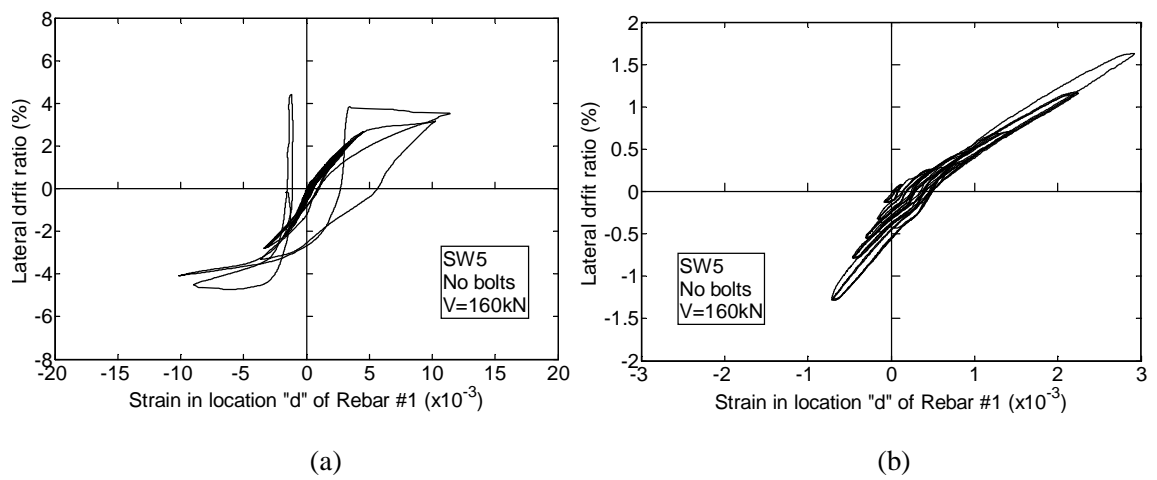 8
6
4
2
0
-2
-4
-6
-8
-20 -15 -10 -5 0 5 10 15 20
Lateral drfit ratio (%)
Strain in location "d" of Rebar #1 (x10-3)
SW5
No bolts
V=160kN
(a)
2
1.5
1
0.5
0
-0.5
-1
-1.5
-2
-3 -2 -1 0 1 2 3
Lateral drfit ratio (%)
Strain in location "d" of Rebar #1 (x10-3)
SW5
No bolts
V=160kN
(b)